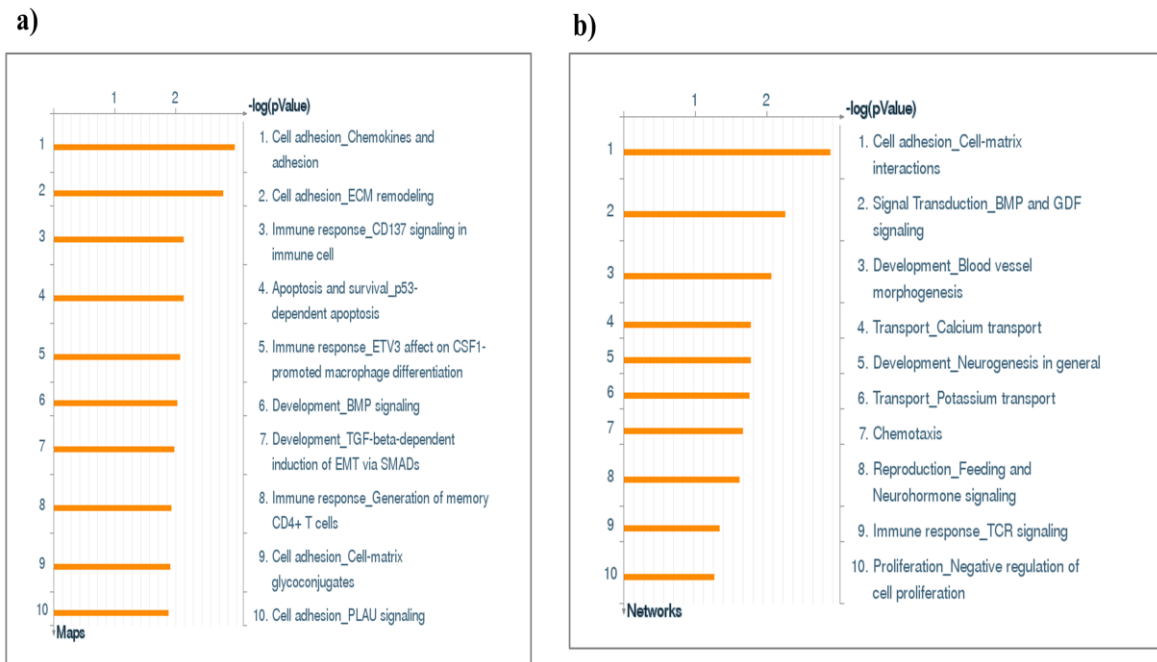 a)
1 2
-log(pValue)
1
1. Cell adhesion_Chemokines and
adhesion
2
2. Cell adhesion_ECM remodeling
3
3. Immune response_CD137 signaling in
immune cell
4
4. Apoptosis and survival_p53-
dependent apoptosis
5
5. Immune response_ETV3 affect on CSF1-
promoted macrophage differentiation
6
6. Development_BMP signaling
7
7. Development_TGF-beta-dependent
induction of EMT via SMADs
8
8. Immune response_Generation of memory
CD4+ T cells
9
9. Cell adhesion_Cell-matrix
glycoconjugates
10
10. Cell adhesion_PLAU signaling
Maps
b)
1 2
-log(pValue)
1
1. Cell adhesion_Cell-matrix
interactions
2
2. Signal Transduction_BMP and GDF
signaling
3
3. Development_Blood vessel
morphogenesis
4
4. Transport_Calcium transport
5
5. Development_Neurogenesis in general
6
6. Transport_Potassium transport
7
7. Chemotaxis
8
8. Reproduction_Feeding and
Neurohormone signaling
9
9. Immune response_TCR signaling
10
10. Proliferation_Negative regulation of
cell proliferation
Networks